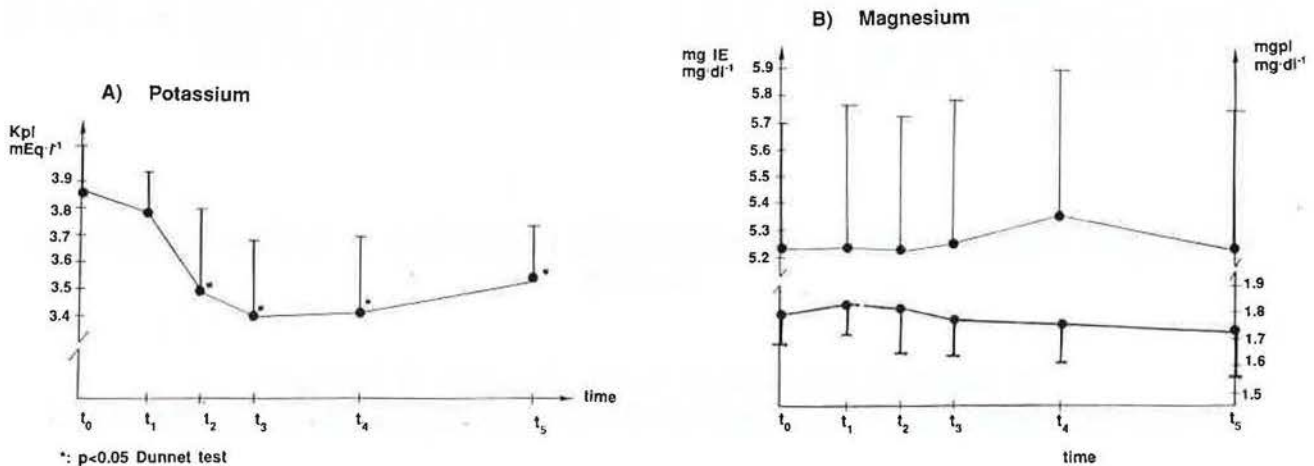 A) Potassium
Kpl
mEq·l⁻¹
3.9
3.8
3.7
3.6
3.5
3.4
t₀ t₁ t₂ t₃ t₄ t₅
time
*: p<0.05 Dunnet test
B) Magnesium
mg IE
mg·dl⁻¹
5.9
5.8
5.7
5.6
5.5
5.4
5.3
5.2
mgpl
mg·dl⁻¹
1.9
1.8
1.7
1.6
1.5
t₀ t₁ t₂ t₃ t₄ t₅
time